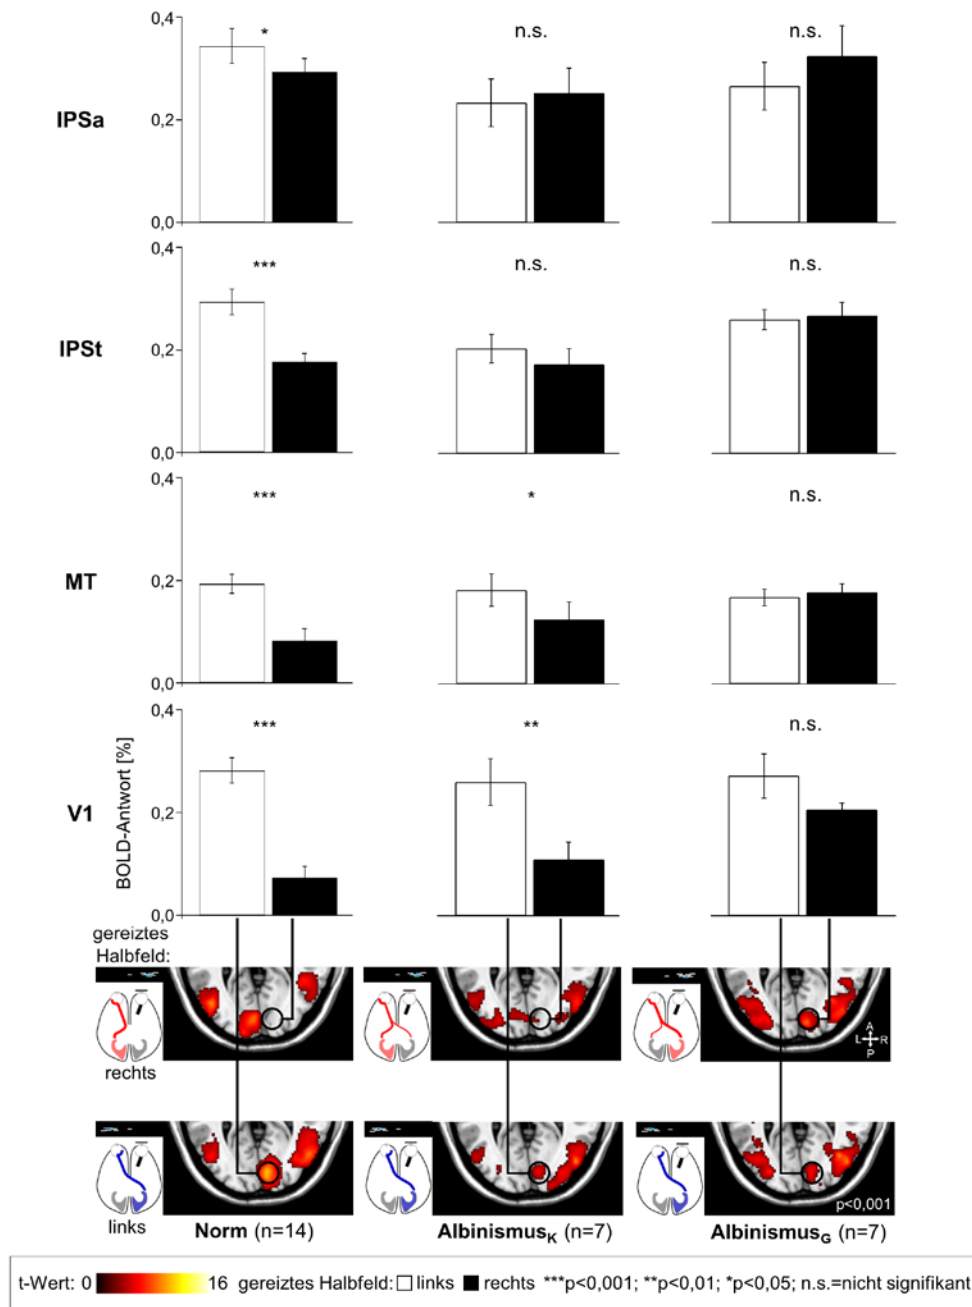 0,4
*
n.s.
n.s.
IPSa
0,2
0,0
0,4
***
n.s.
n.s.
IPSt
0,2
0,0
0,4
***
*
n.s.
MT
0,2
0,0
0,4
***
**
n.s.
BOLD-Antwort [%]
V1
0,2
0,0
gereiztes
Halbfeld:
A
L R
P
rechts
p<0,001
links
Norm (n=14)
Albinismus_K (n=7)
Albinismus_G (n=7)
t-Wert: 0 16 gereiztes Halbfeld: links rechts ***p<0,001; **p<0,01; *p<0,05; n.s.=nicht signifikant